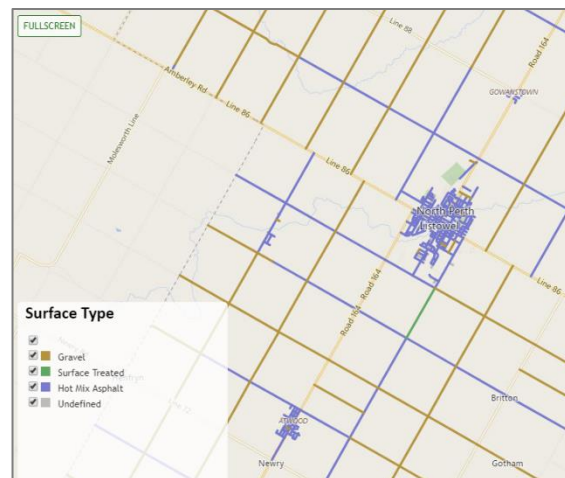 FULLSCREEN
Line 88
Road 164
GOWANSTOWN
Amberley Rd
Line 86
Molesworth Line
Line 86
North Perth
Listowel
Line 86
Road 164
Road 164
Surface Type
Gravel
Surface Treated
Hot Mix Asphalt
Undefined
Britton
ATWOOD
Newry
Gotham